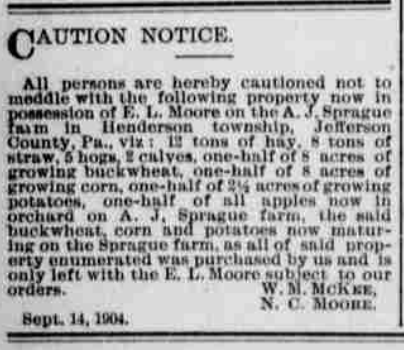 CAUTION NOTICE.
All persons are hereby cautioned not to
meddle with the following property now in
possession of E. L. Moore on the A. J. Sprague
farm in Henderson township, Jefferson
County, Pa., viz: 12 tons of hay, 8 tons of
straw, 5 hogs, 2 calves, one-half of 8 acres of
growing buckwheat, one-half of 8 acres of
growing corn, one-half of 2¼ acres of growing
potatoes, one-half of all apples now in
orchard on A. J. Sprague farm, the said
buckwheat, corn and potatoes now matur-
ing on the Sprague farm, as all of said prop-
erty enumerated was purchased by us and is
only left with the E. L. Moore subject to our
orders. W. M. MCKEE,
N. C. MOORE.
Sept. 14, 1904.